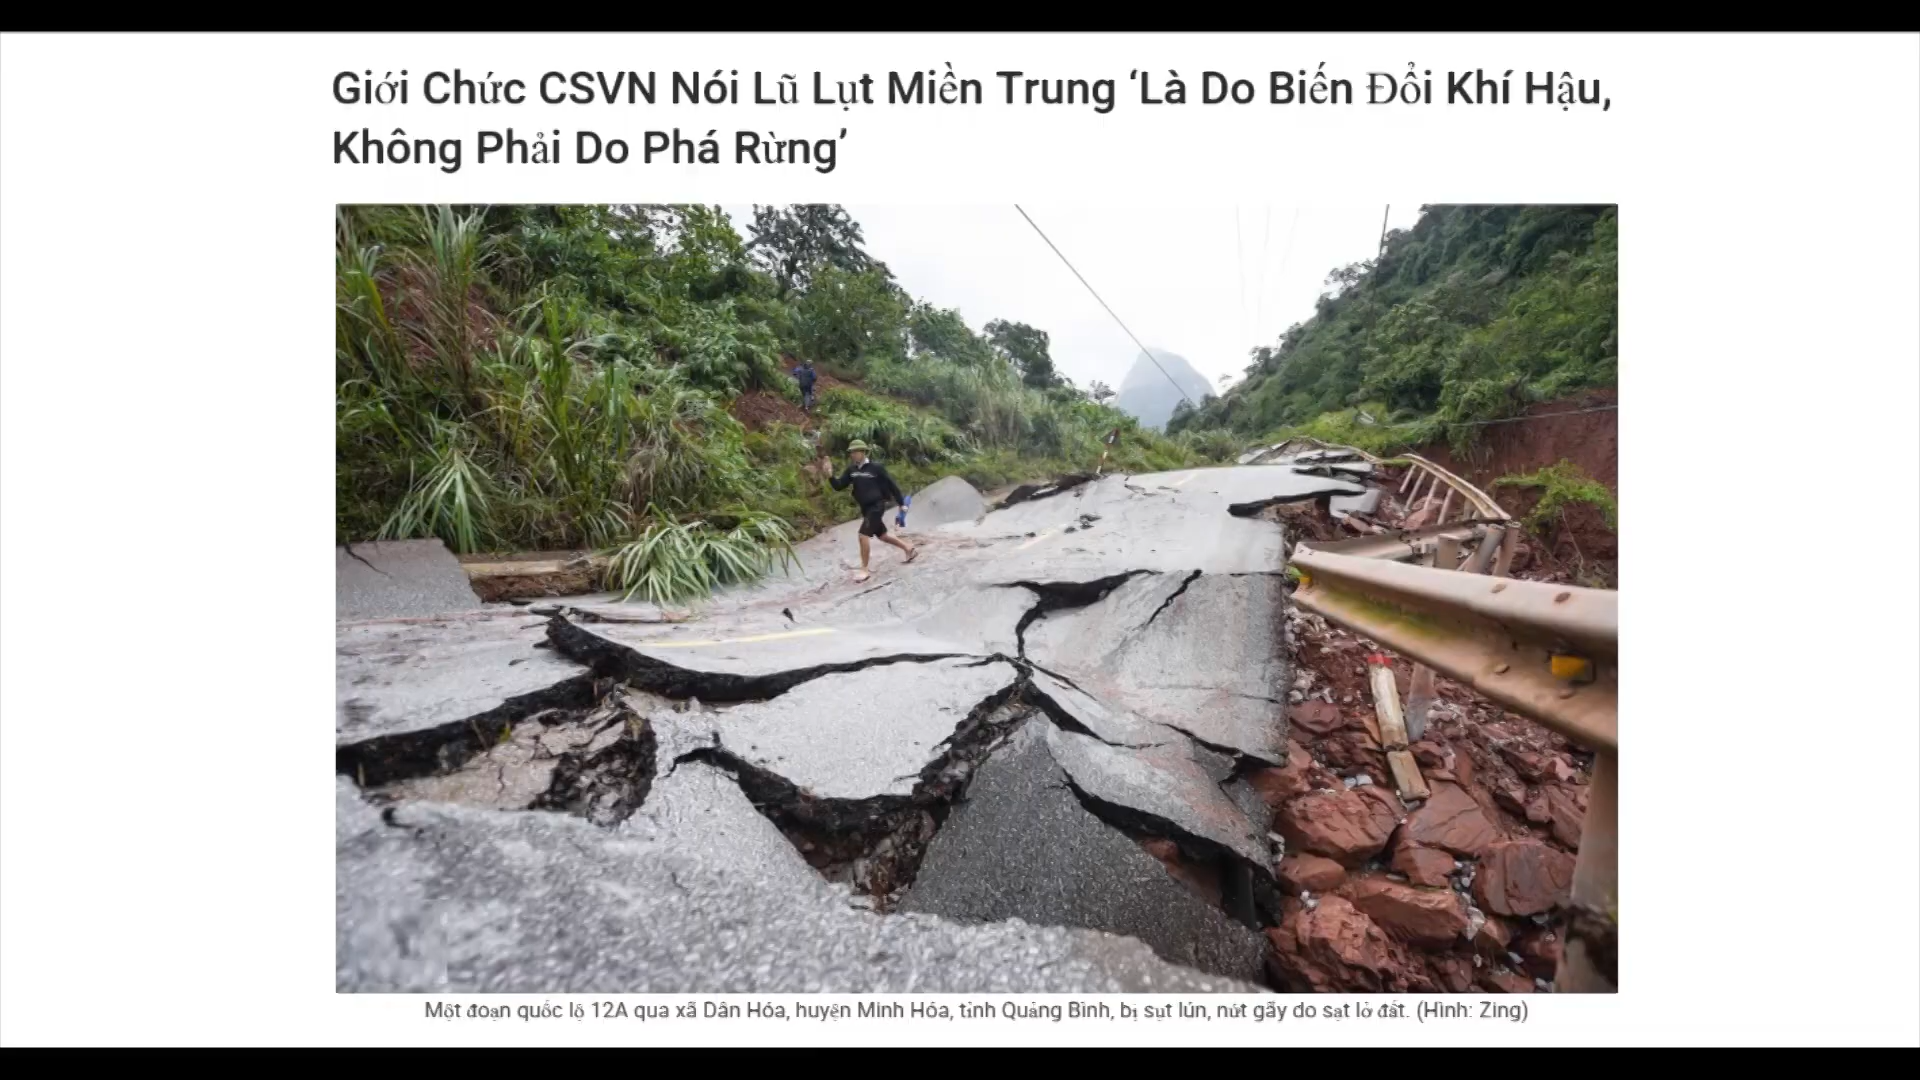 Giới Chức CSVN Nói Lũ Lụt Miền Trung ‘Là Do Biến Đổi Khí Hậu,
Không Phải Do Phá Rừng’
Một đoạn quốc lộ 12A qua xã Dân Hóa, huyện Minh Hóa, tỉnh Quảng Bình, bị sụt lún, nứt gãy do sạt lở đất. (Hình: Zing)